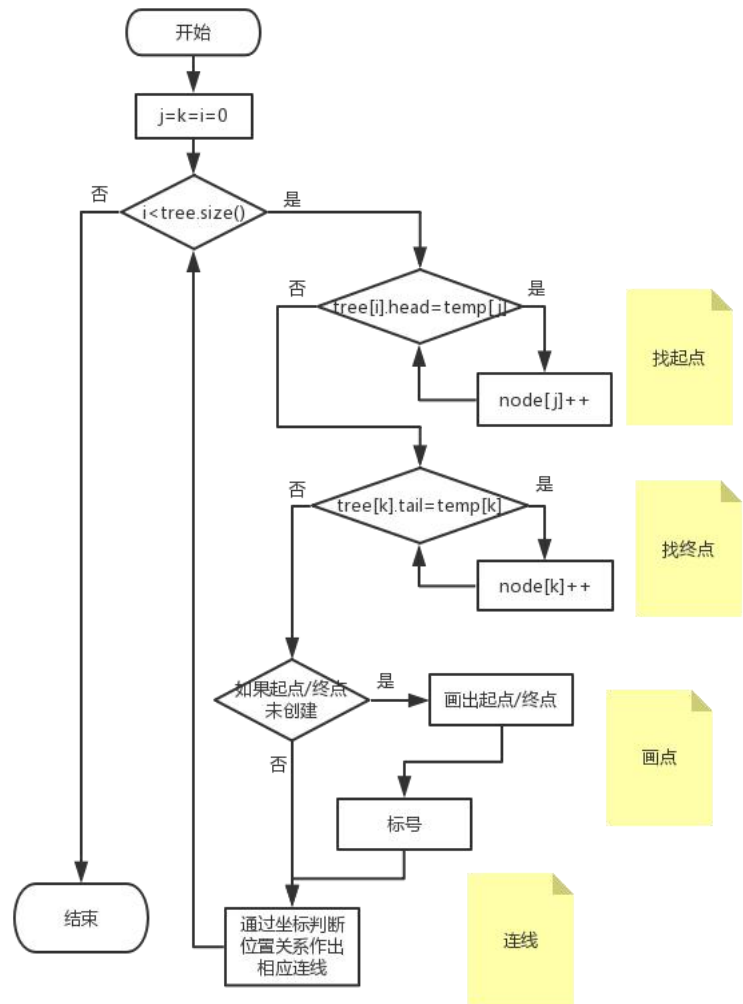 开始
j=k=i=0
否
i<tree.size()
是
否
tree[i].head=temp[j]
是
找起点
node[j]++
否
tree[k].tail=temp[k]
是
找终点
node[k]++
如果起点/终点
未创建
是
画出起点/终点
画点
否
标号
结束
通过坐标判断
位置关系作出
相应连线
连线